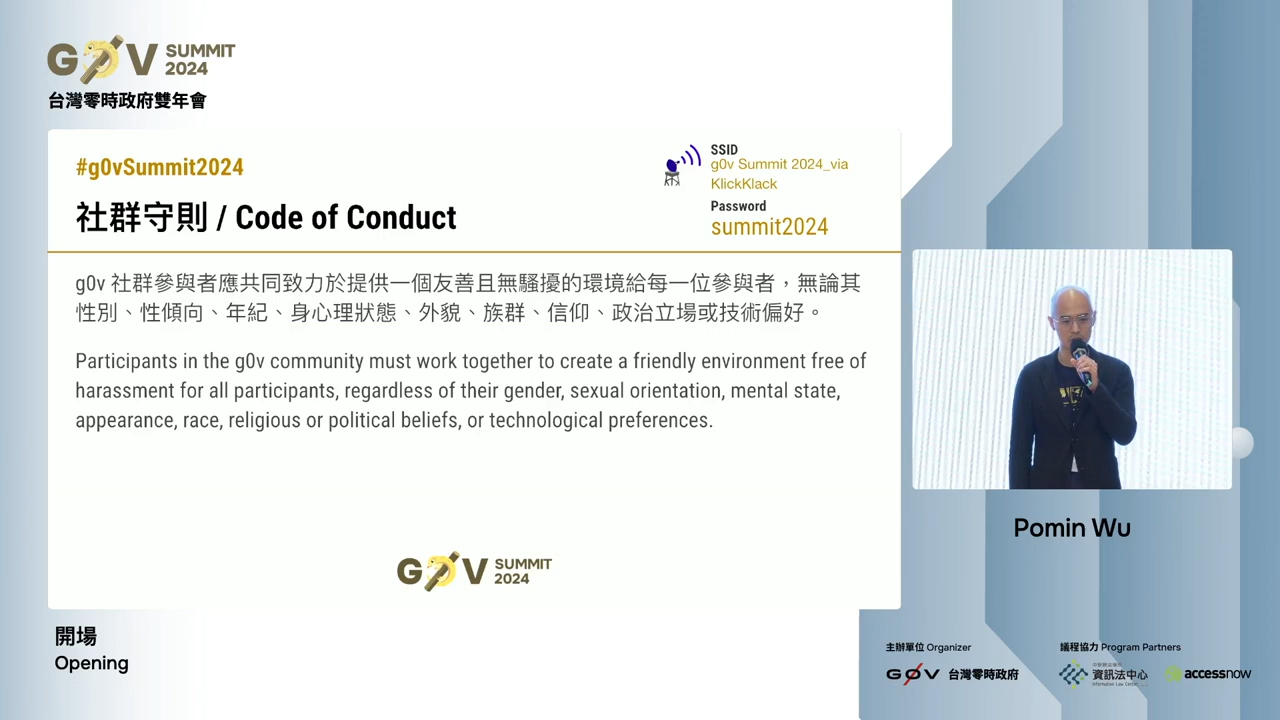 GØV SUMMIT 2024
台灣零時政府雙年會
#g0vSummit2024
SSID
g0v Summit 2024_via
KlickKlack
Password
summit2024
社群守則 / Code of Conduct
g0v 社群參與者應共同致力於提供一個友善且無騷擾的環境給每一位參與者，無論其
性別、性傾向、年紀、身心理狀態、外貌、族群、信仰、政治立場或技術偏好。
Participants in the g0v community must work together to create a friendly environment free of
harassment for all participants, regardless of their gender, sexual orientation, mental state,
appearance, race, religious or political beliefs, or technological preferences.
GØV SUMMIT 2024
Pomin Wu
開場
Opening
主辦單位 Organizer
GØV 台灣零時政府
議程協力 Program Partners
資訊法中心
Information Law Center
accessnow